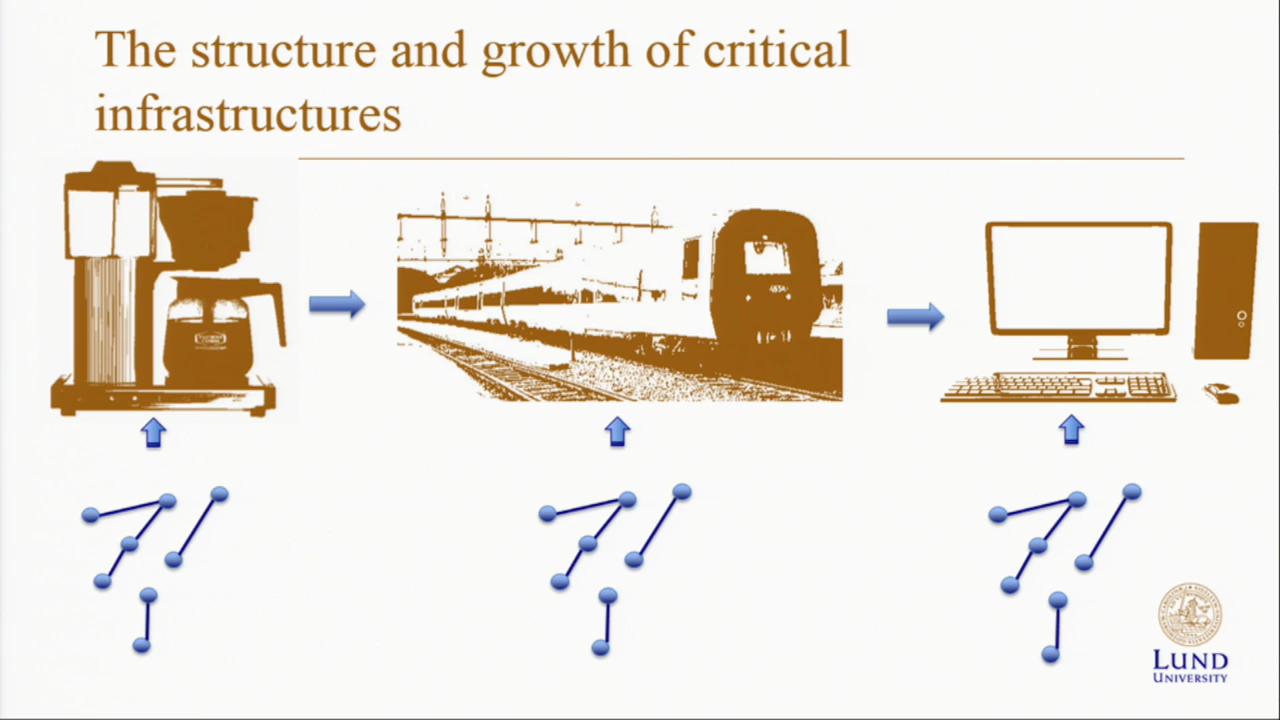 The structure and growth of critical
infrastructures
LUND
UNIVERSITY